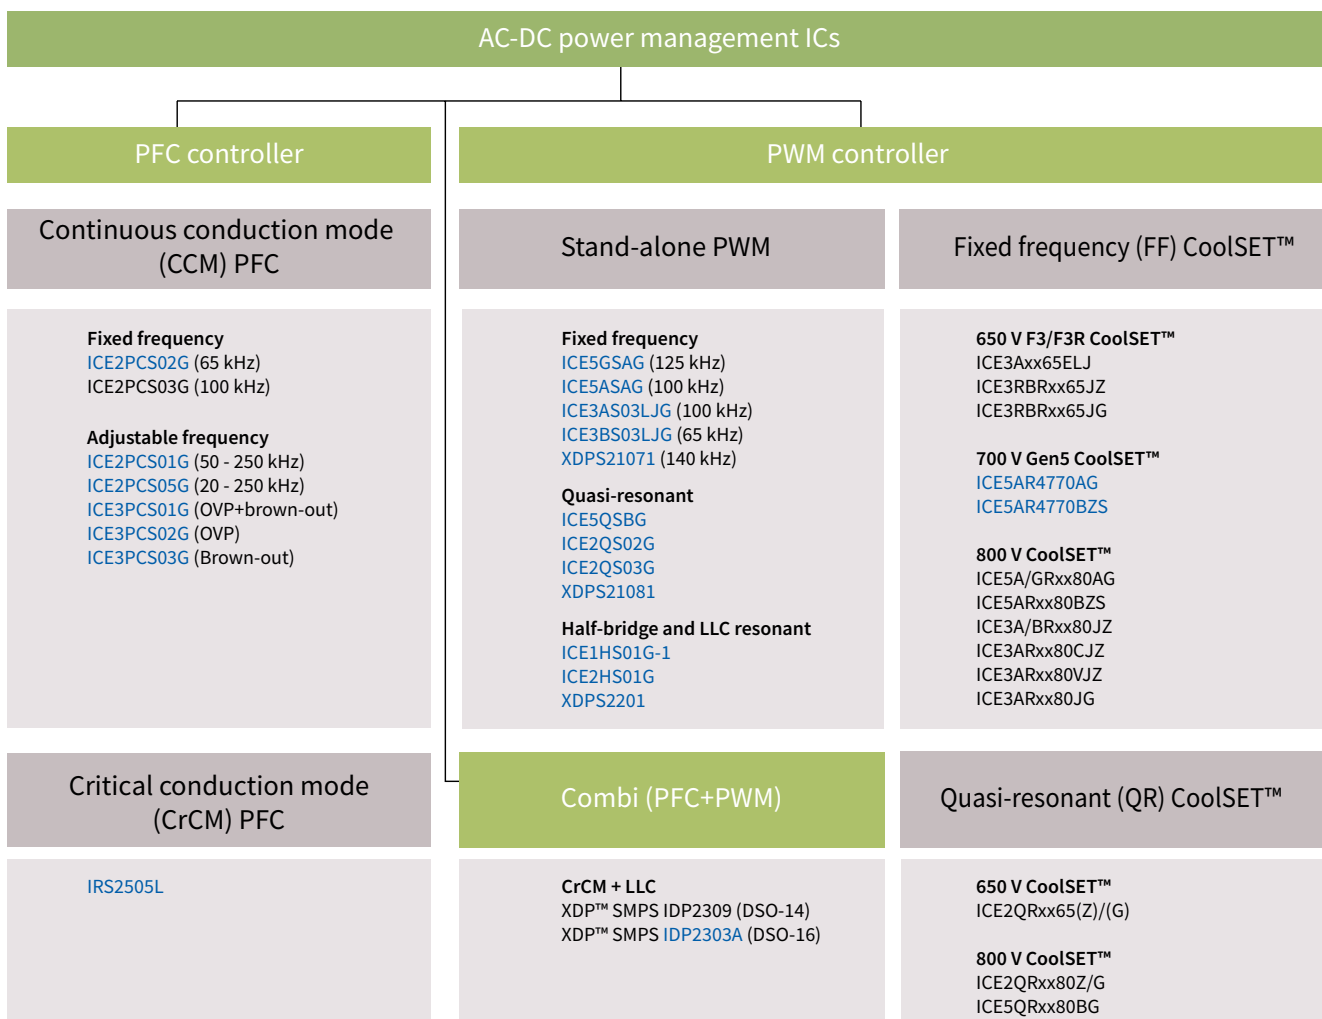 AC-DC power management ICs
PFC controller
PWM controller
Continuous conduction mode
(CCM) PFC
Fixed frequency
ICE2PCS02G (65 kHz)
ICE2PCS03G (100 kHz)
Adjustable frequency
ICE2PCS01G (50 - 250 kHz)
ICE2PCS05G (20 - 250 kHz)
ICE3PCS01G (OVP+brown-out)
ICE3PCS02G (OVP)
ICE3PCS03G (Brown-out)
Critical conduction mode
(CrCM) PFC
IRS2505L
Stand-alone PWM
Fixed frequency
ICE5GSAG (125 kHz)
ICE5ASAG (100 kHz)
ICE3AS03LJG (100 kHz)
ICE3BS03LJG (65 kHz)
XDPS21071 (140 kHz)
Quasi-resonant
ICE5QSBG
ICE2QS02G
ICE2QS03G
XDPS21081
Half-bridge and LLC resonant
ICE1HS01G-1
ICE2HS01G
XDPS2201
Combi (PFC+PWM)
CrCM + LLC
XDP™ SMPS IDP2309 (DSO-14)
XDP™ SMPS IDP2303A (DSO-16)
Fixed frequency (FF) CoolSET™
650 V F3/F3R CoolSET™
ICE3Axx65ELJ
ICE3RBRxx65JZ
ICE3RBRxx65JG
700 V Gen5 CoolSET™
ICE5AR4770AG
ICE5AR4770BZS
800 V CoolSET™
ICE5A/GRxx80AG
ICE5ARxx80BZS
ICE3A/BRxx80JZ
ICE3ARxx80CJZ
ICE3ARxx80VJZ
ICE3ARxx80JG
Quasi-resonant (QR) CoolSET™
650 V CoolSET™
ICE2QRxx65(Z)/(G)
800 V CoolSET™
ICE2QRxx80Z/G
ICE5QRxx80BG